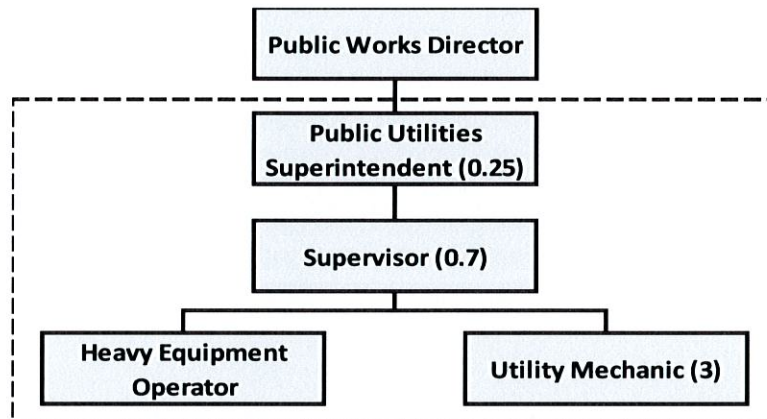 Public Works Director
Public Utilities
Superintendent (0.25)
Supervisor (0.7)
Heavy Equipment
Operator
Utility Mechanic (3)